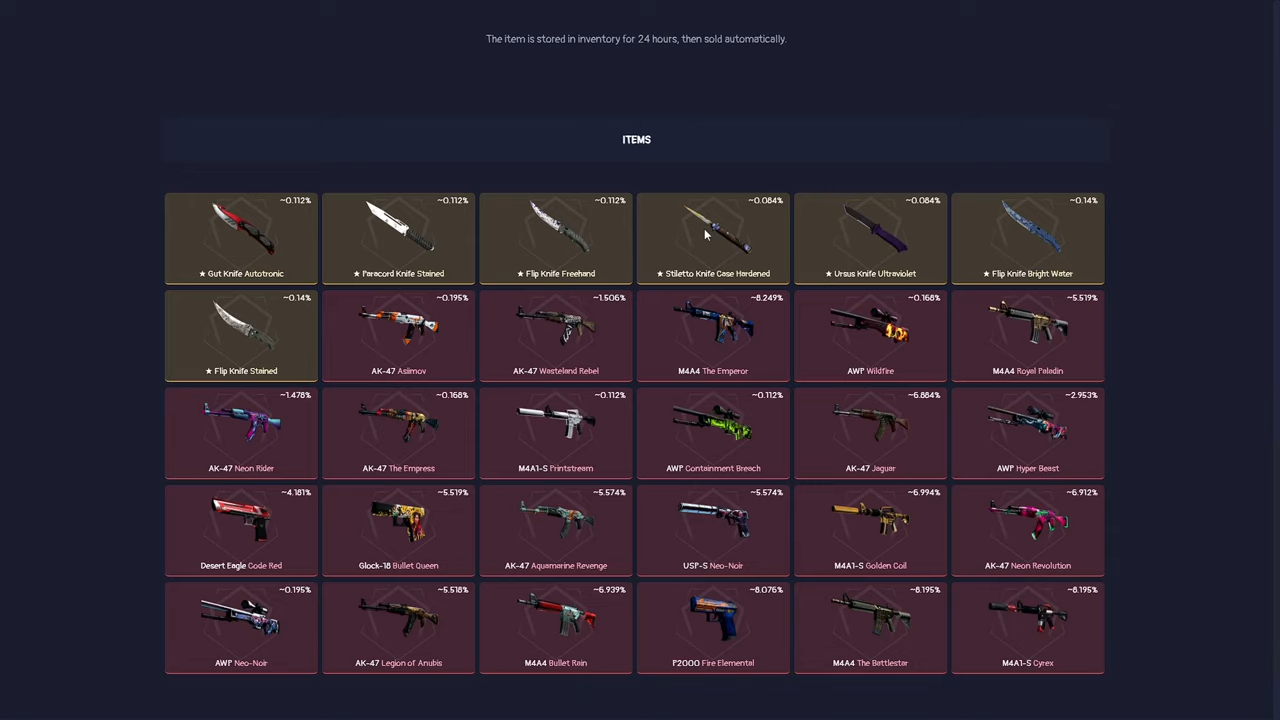 The item is stored in inventory for 24 hours, then sold automatically.
ITEMS
~0.112% ~0.112% ~0.112% ~0.084% ~0.084% ~0.14%
★ Gut Knife Autotronic ★ Paracord Knife Stained ★ Flip Knife Freehand ★ Stiletto Knife Case Hardened ★ Ursus Knife Ultraviolet ★ Flip Knife Bright Water
~0.14% ~0.195% ~1.506% ~8.249% ~0.168% ~5.519%
★ Flip Knife Stained AK-47 Asiimov AK-47 Wasteland Rebel M4A4 The Emperor AWP Wildfire M4A4 Royal Paladin
~1.478% ~0.168% ~0.112% ~0.112% ~6.884% ~2.953%
AK-47 Neon Rider AK-47 The Empress M4A1-S Printstream AWP Containment Breach AK-47 Jaguar AWP Hyper Beast
~4.181% ~5.519% ~5.574% ~5.574% ~6.994% ~6.912%
Desert Eagle Code Red Glock-18 Bullet Queen AK-47 Aquamarine Revenge USP-S Neo-Noir M4A1-S Golden Coil AK-47 Neon Revolution
~0.195% ~5.518% ~6.939% ~8.076% ~8.195% ~8.195%
AWP Neo-Noir AK-47 Legion of Anubis M4A4 Bullet Rain P2000 Fire Elemental M4A4 The Battlestar M4A1-S Cyrex